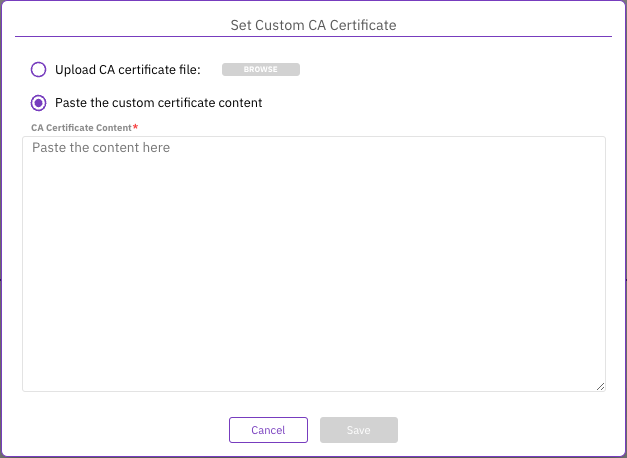 Set Custom CA Certificate
Upload CA certificate file: BROWSE
Paste the custom certificate content
CA Certificate Content*
Paste the content here
Cancel Save